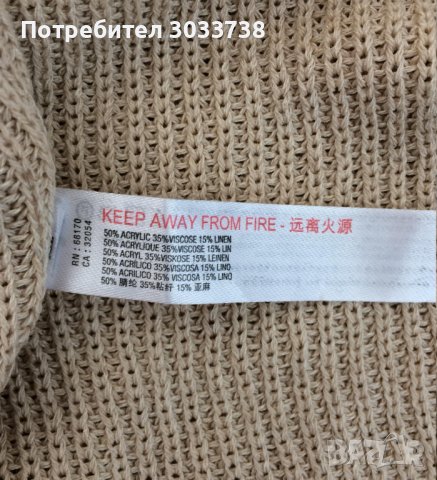 Потребител 3033738
KEEP AWAY FROM FIRE - 远离火源
50% ACRYLIC 35%VISCOSE 15% LINEN
50% ACRYLIQUE 35%VISCOSE 15% LIN
50% ACRYL 35%VISKOSE 15% LEINEN
50% ACRILICO 35%VISCOSA 15% LINO
50% ACRILICO 35%VISCOSA 15% LINO
50% 腈纶 35%粘纤 15% 亚麻
RN : 68170
CA : 32054
BAZAR